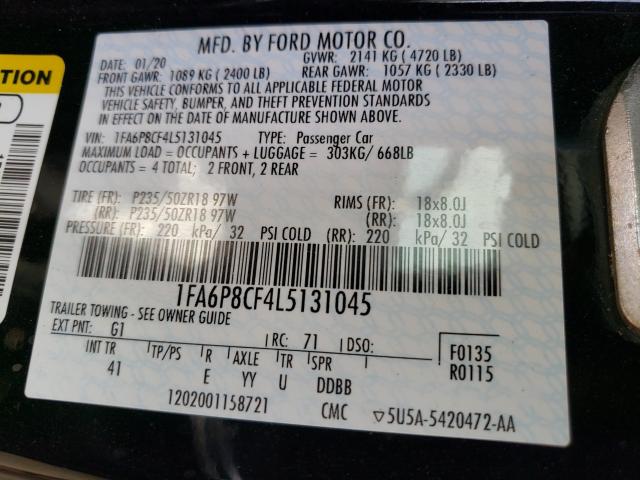 MFD. BY FORD MOTOR CO.
DATE: 01/20 GVWR: 2141 KG ( 4720 LB)
FRONT GAWR: 1089 KG ( 2400 LB) REAR GAWR: 1057 KG ( 2330 LB)
THIS VEHICLE CONFORMS TO ALL APPLICABLE FEDERAL MOTOR
VEHICLE SAFETY, BUMPER, AND THEFT PREVENTION STANDARDS
IN EFFECT ON THE DATE OF MANUFACTURE SHOWN ABOVE.
VIN: 1FA6P8CF4L5131045 TYPE: Passenger Car
MAXIMUM LOAD = OCCUPANTS + LUGGAGE = 303KG/ 668LB
OCCUPANTS = 4 TOTAL; 2 FRONT, 2 REAR
TIRE (FR): P235/50ZR18 97W RIMS (FR): 18x8.0J
(RR): P235/50ZR18 97W (RR): 18x8.0J
PRESSURE (FR): 220 kPa/ 32 PSI COLD (RR): 220 kPa/ 32 PSI COLD
1FA6P8CF4L5131045
TRAILER TOWING - SEE OWNER GUIDE
EXT PNT: G1 RC: 71 DSO: F0135
INT TR TP/PS R AXLE TR SPR R0115
41 E YY U DDBB
1202001158721 CMC ▽5U5A-5420472-AA